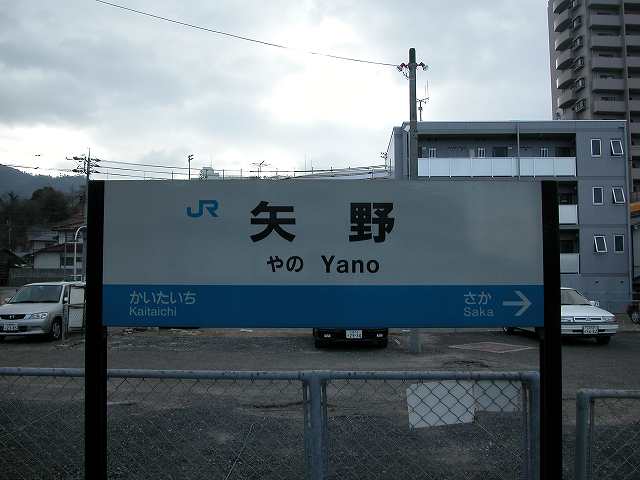 JR 矢野
やの Yano
かいたいち さか
Kaitaichi Saka